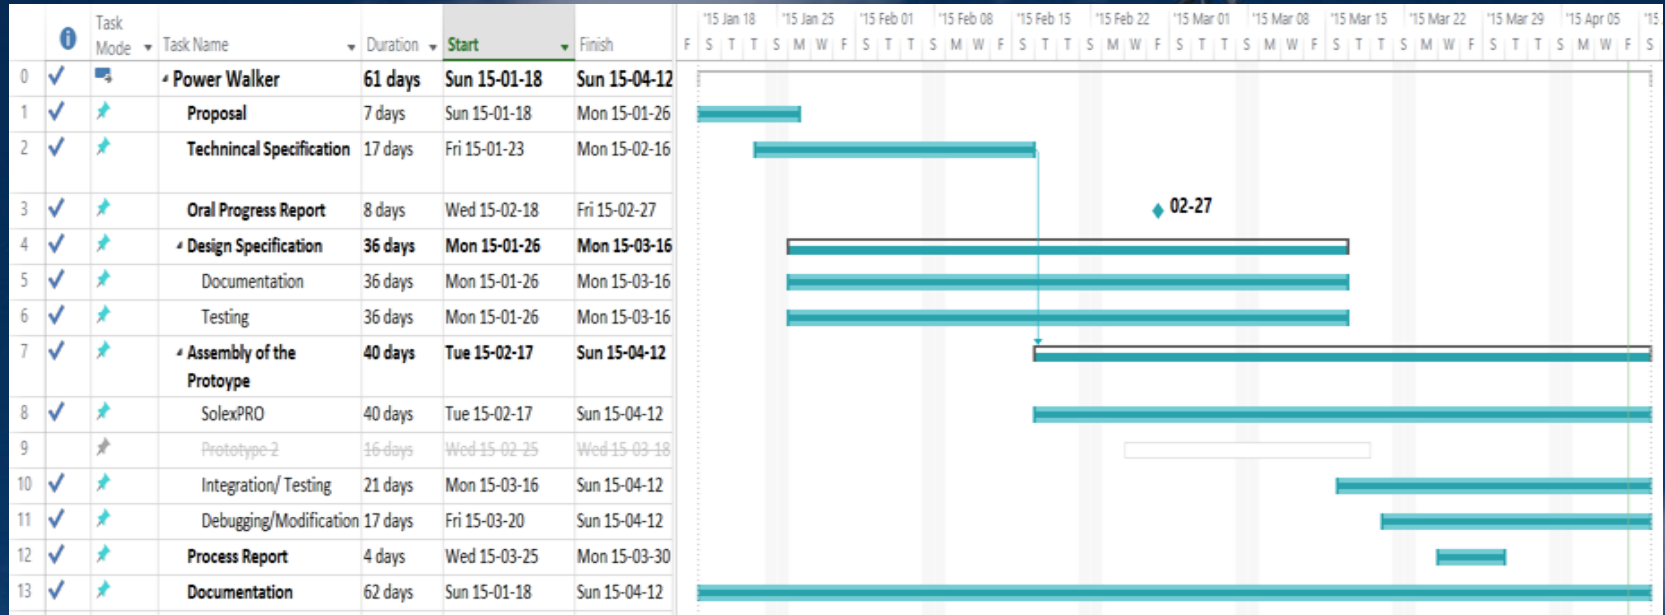 '15 Jan 18 '15 Jan 25 '15 Feb 01 '15 Feb 08 '15 Feb 15 '15 Feb 22 '15 Mar 01 '15 Mar 08 '15 Mar 15 '15 Mar 22 '15 Mar 29 '15 Apr 05 '15
Task Mode Task Name Duration Start Finish F S T T S M W F S T T S M W F S T T S M W F S T T S M W F S T T S M W F S T T S M W F S
0 Power Walker 61 days Sun 15-01-18 Sun 15-04-12
1 Proposal 7 days Sun 15-01-18 Mon 15-01-26
2 Technincal Specification 17 days Fri 15-01-23 Mon 15-02-16
3 Oral Progress Report 8 days Wed 15-02-18 Fri 15-02-27 02-27
4 Design Specification 36 days Mon 15-01-26 Mon 15-03-16
5 Documentation 36 days Mon 15-01-26 Mon 15-03-16
6 Testing 36 days Mon 15-01-26 Mon 15-03-16
7 Assembly of the 40 days Tue 15-02-17 Sun 15-04-12
Protoype
8 SolexPRO 40 days Tue 15-02-17 Sun 15-04-12
9 Prototype 2 16 days Wed 15-02-25 Wed 15-03-18
10 Integration/ Testing 21 days Mon 15-03-16 Sun 15-04-12
11 Debugging/Modification 17 days Fri 15-03-20 Sun 15-04-12
12 Process Report 4 days Wed 15-03-25 Mon 15-03-30
13 Documentation 62 days Sun 15-01-18 Sun 15-04-12